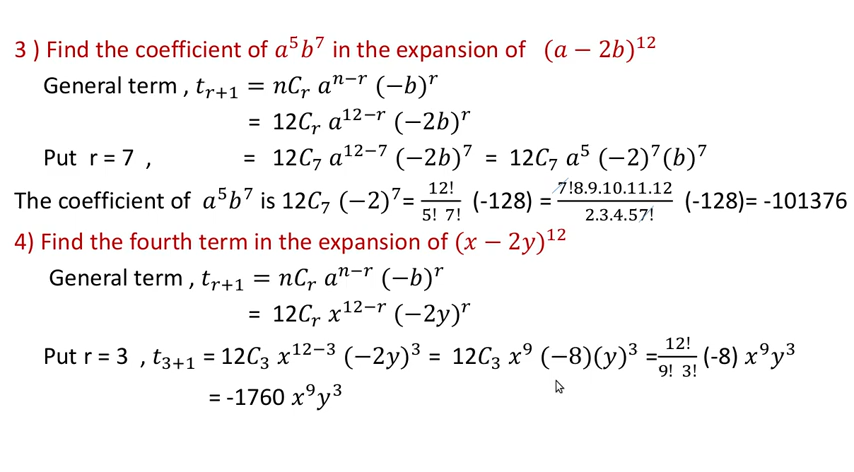 3 ) Find the coefficient of a⁵b⁷ in the expansion of (a − 2b)¹²
General term , tᵣ₊₁ = nCᵣ aⁿ⁻ʳ (−b)ʳ
= 12Cᵣ a¹²⁻ʳ (−2b)ʳ
Put r = 7 , = 12C₇ a¹²⁻⁷ (−2b)⁷ = 12C₇ a⁵ (−2)⁷(b)⁷
The coefficient of a⁵b⁷ is 12C₇ (−2)⁷= 12!/5! 7! (-128) = 7!8.9.10.11.12/2.3.4.57! (-128)= -101376
4) Find the fourth term in the expansion of (x − 2y)¹²
General term , tᵣ₊₁ = nCᵣ aⁿ⁻ʳ (−b)ʳ
= 12Cᵣ x¹²⁻ʳ (−2y)ʳ
Put r = 3 , t₃₊₁ = 12C₃ x¹²⁻³ (−2y)³ = 12C₃ x⁹ (−8)(y)³ = 12!/9! 3! (-8) x⁹y³
= -1760 x⁹y³